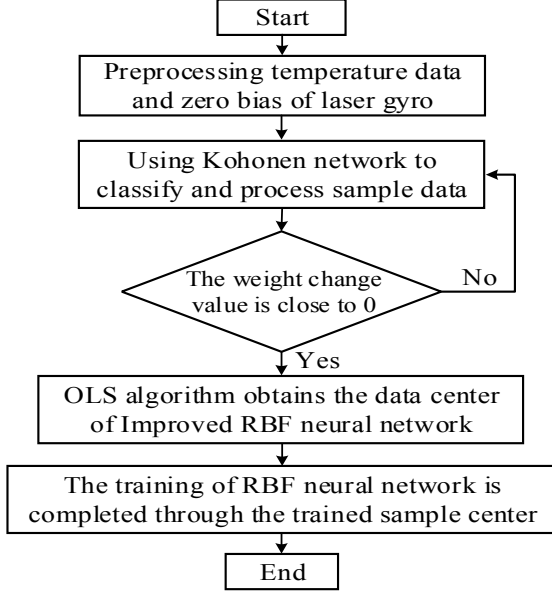 Start
Preprocessing temperature data
and zero bias of laser gyro
Using Kohonen network to
classify and process sample data
The weight change
value is close to 0
No
Yes
OLS algorithm obtains the data center
of Improved RBF neural network
The training of RBF neural network is
completed through the trained sample center
End